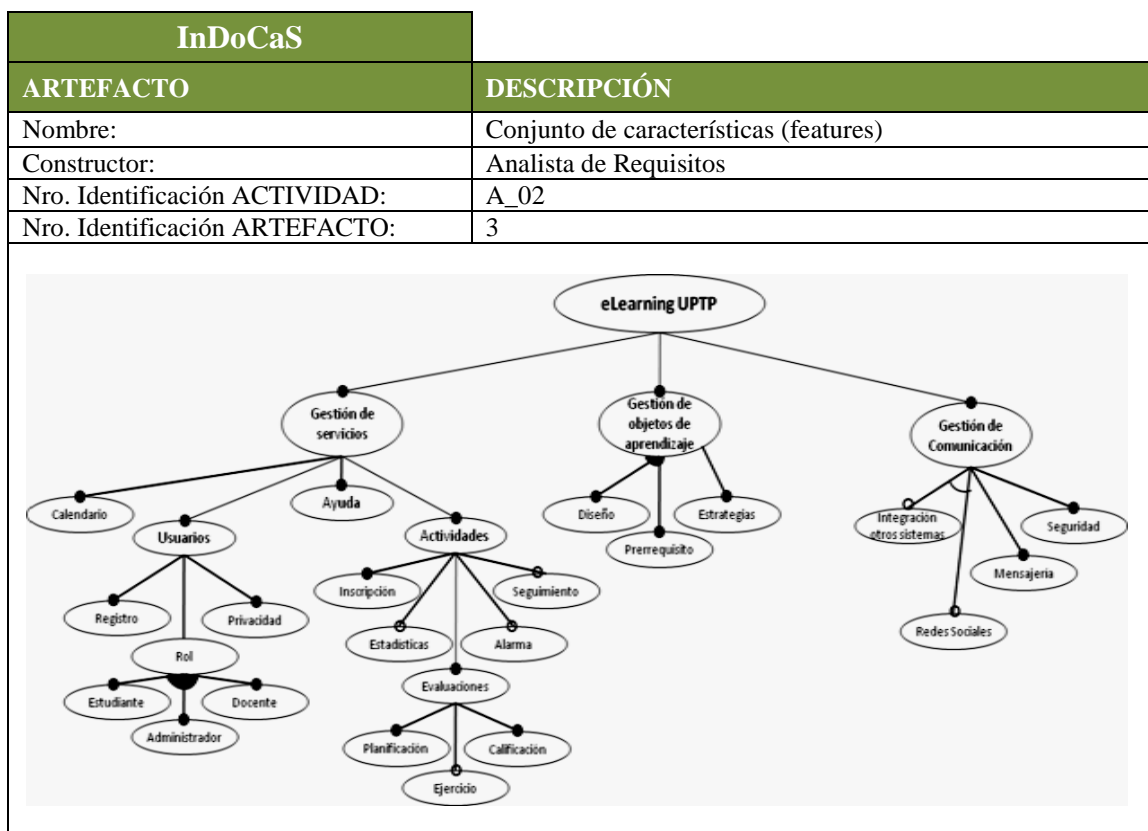 InDoCaS
ARTEFACTO DESCRIPCIÓN
Nombre: Conjunto de características (features)
Constructor: Analista de Requisitos
Nro. Identificación ACTIVIDAD: A_02
Nro. Identificación ARTEFACTO: 3
eLearning UPTP
Gestión de
servicios
Gestión de
objetos de
aprendizaje
Gestión de
Comunicación
Calendario
Usuarios
Ayuda
Actividades
Diseño
Prerrequisito
Estrategias
Integración
otros sistemas
Seguridad
Mensajería
Redes Sociales
Registro
Privacidad
Rol
Estudiante
Docente
Administrador
Inscripción
Seguimiento
Estadísticas
Alarma
Evaluaciones
Planificación
Calificación
Ejercicio